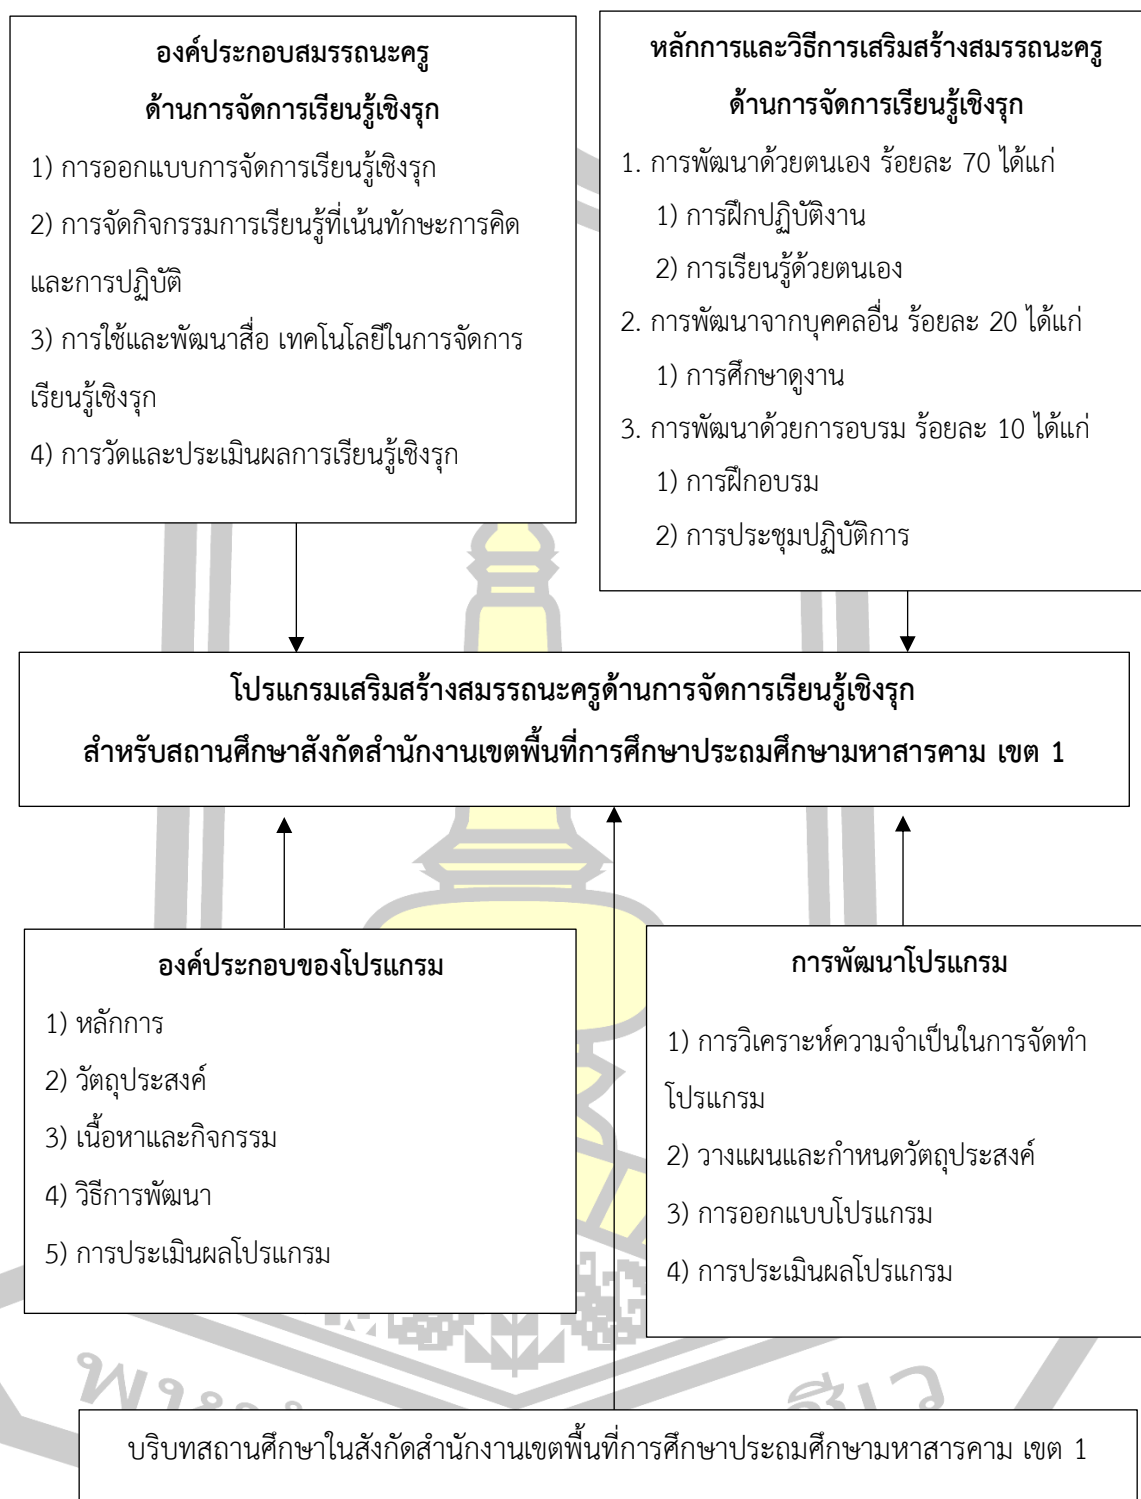 องค์ประกอบสมรรถนะครู
ด้านการจัดการเรียนรู้เชิงรุก
1) การออกแบบการจัดการเรียนรู้เชิงรุก
2) การจัดกิจกรรมการเรียนรู้ที่เน้นทักษะการคิด
และการปฏิบัติ
3) การใช้และพัฒนาสื่อ เทคโนโลยีในการจัดการ
เรียนรู้เชิงรุก
4) การวัดและประเมินผลการเรียนรู้เชิงรุก
หลักการและวิธีการเสริมสร้างสมรรถนะครู
ด้านการจัดการเรียนรู้เชิงรุก
1. การพัฒนาด้วยตนเอง ร้อยละ 70 ได้แก่
1) การฝึกปฏิบัติงาน
2) การเรียนรู้ด้วยตนเอง
2. การพัฒนาจากบุคคลอื่น ร้อยละ 20 ได้แก่
1) การศึกษาดูงาน
3. การพัฒนาด้วยการอบรม ร้อยละ 10 ได้แก่
1) การฝึกอบรม
2) การประชุมปฏิบัติการ
โปรแกรมเสริมสร้างสมรรถนะครูด้านการจัดการเรียนรู้เชิงรุก
สำหรับสถานศึกษาสังกัดสำนักงานเขตพื้นที่การศึกษาประถมศึกษามหาสารคาม เขต 1
องค์ประกอบของโปรแกรม
1) หลักการ
2) วัตถุประสงค์
3) เนื้อหาและกิจกรรม
4) วิธีการพัฒนา
5) การประเมินผลโปรแกรม
การพัฒนาโปรแกรม
1) การวิเคราะห์ความจำเป็นในการจัดทำ
โปรแกรม
2) วางแผนและกำหนดวัตถุประสงค์
3) การออกแบบโปรแกรม
4) การประเมินผลโปรแกรม
บริบทสถานศึกษาในสังกัดสำนักงานเขตพื้นที่การศึกษาประถมศึกษามหาสารคาม เขต 1